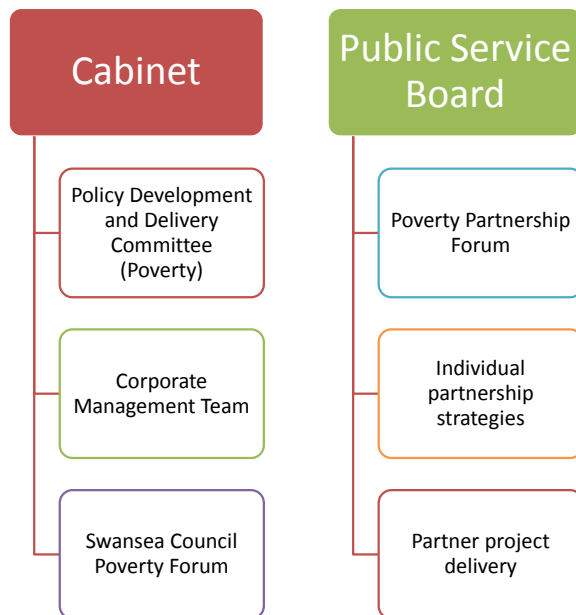 Cabinet
Policy Development
and Delivery
Committee
(Poverty)
Corporate
Management Team
Swansea Council
Poverty Forum
Public Service
Board
Poverty Partnership
Forum
Individual
partnership
strategies
Partner project
delivery